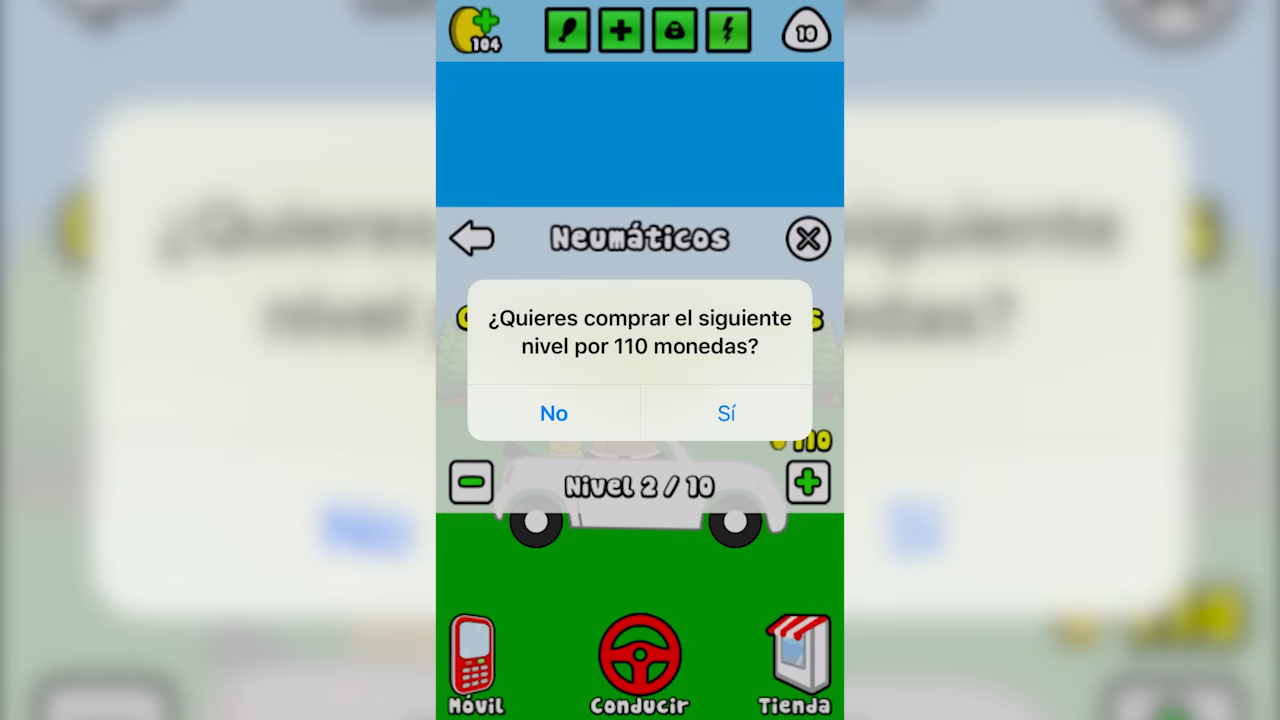 104
10
Neumáticos
¿Quieres comprar el siguiente
nivel por 110 monedas?
No
Sí
110
Nivel 2 / 10
Móvil
Conducir
Tienda